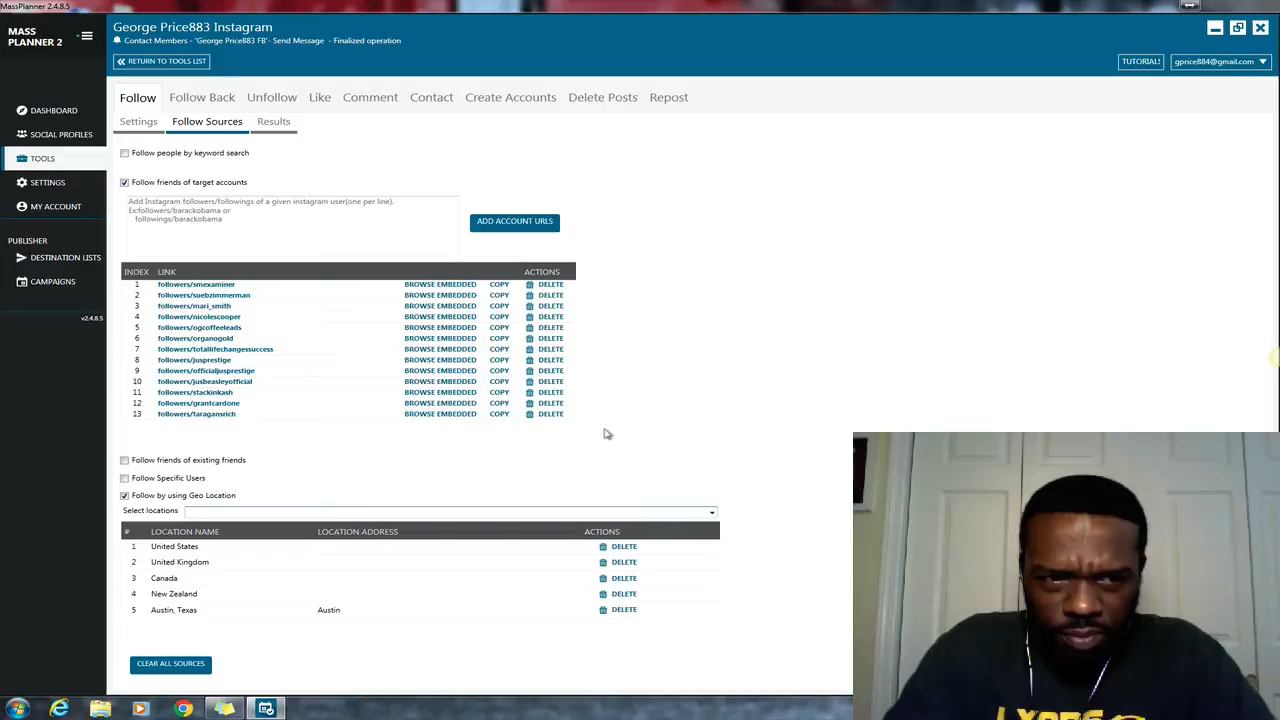 MassPlanner 2.4.8.5
MASS PLANNER 2
George Price883 Instagram
Contact Members - 'George Price883 FB'- Send Message - Finalized operation
RETURN TO TOOLS LIST
TUTORIAL!
gprice884@gmail.com
DASHBOARD
SOCIAL PROFILES
TOOLS
SETTINGS
MY ACCOUNT
PUBLISHER
DESTINATION LISTS
CAMPAIGNS
v2.4.8.5
Follow Follow Back Unfollow Like Comment Contact Create Accounts Delete Posts Repost
Settings Follow Sources Results
Follow people by keyword search
Follow friends of target accounts
Add Instagram followers/followings of a given instagram user(one per line).
Ex:followers/barackobama or
followings/barackobama
ADD ACCOUNT URLS
INDEX LINK ACTIONS
1 followers/smexaminer BROWSE EMBEDDED COPY DELETE
2 followers/suebzimmerman BROWSE EMBEDDED COPY DELETE
3 followers/mari_smith BROWSE EMBEDDED COPY DELETE
4 followers/nicolescooper BROWSE EMBEDDED COPY DELETE
5 followers/ogcoffeeleads BROWSE EMBEDDED COPY DELETE
6 followers/organogold BROWSE EMBEDDED COPY DELETE
7 followers/totallifechangessuccess BROWSE EMBEDDED COPY DELETE
8 followers/jusprestige BROWSE EMBEDDED COPY DELETE
9 followers/officialjusprestige BROWSE EMBEDDED COPY DELETE
10 followers/jusbeasleyofficial BROWSE EMBEDDED COPY DELETE
11 followers/stackinkash BROWSE EMBEDDED COPY DELETE
12 followers/grantcardone BROWSE EMBEDDED COPY DELETE
13 followers/taragansrich BROWSE EMBEDDED COPY DELETE
Follow friends of existing friends
Follow Specific Users
Follow by using Geo Location
Select locations
# LOCATION NAME LOCATION ADDRESS ACTIONS
1 United States DELETE
2 United Kingdom DELETE
3 Canada DELETE
4 New Zealand DELETE
5 Austin, Texas Austin DELETE
CLEAR ALL SOURCES